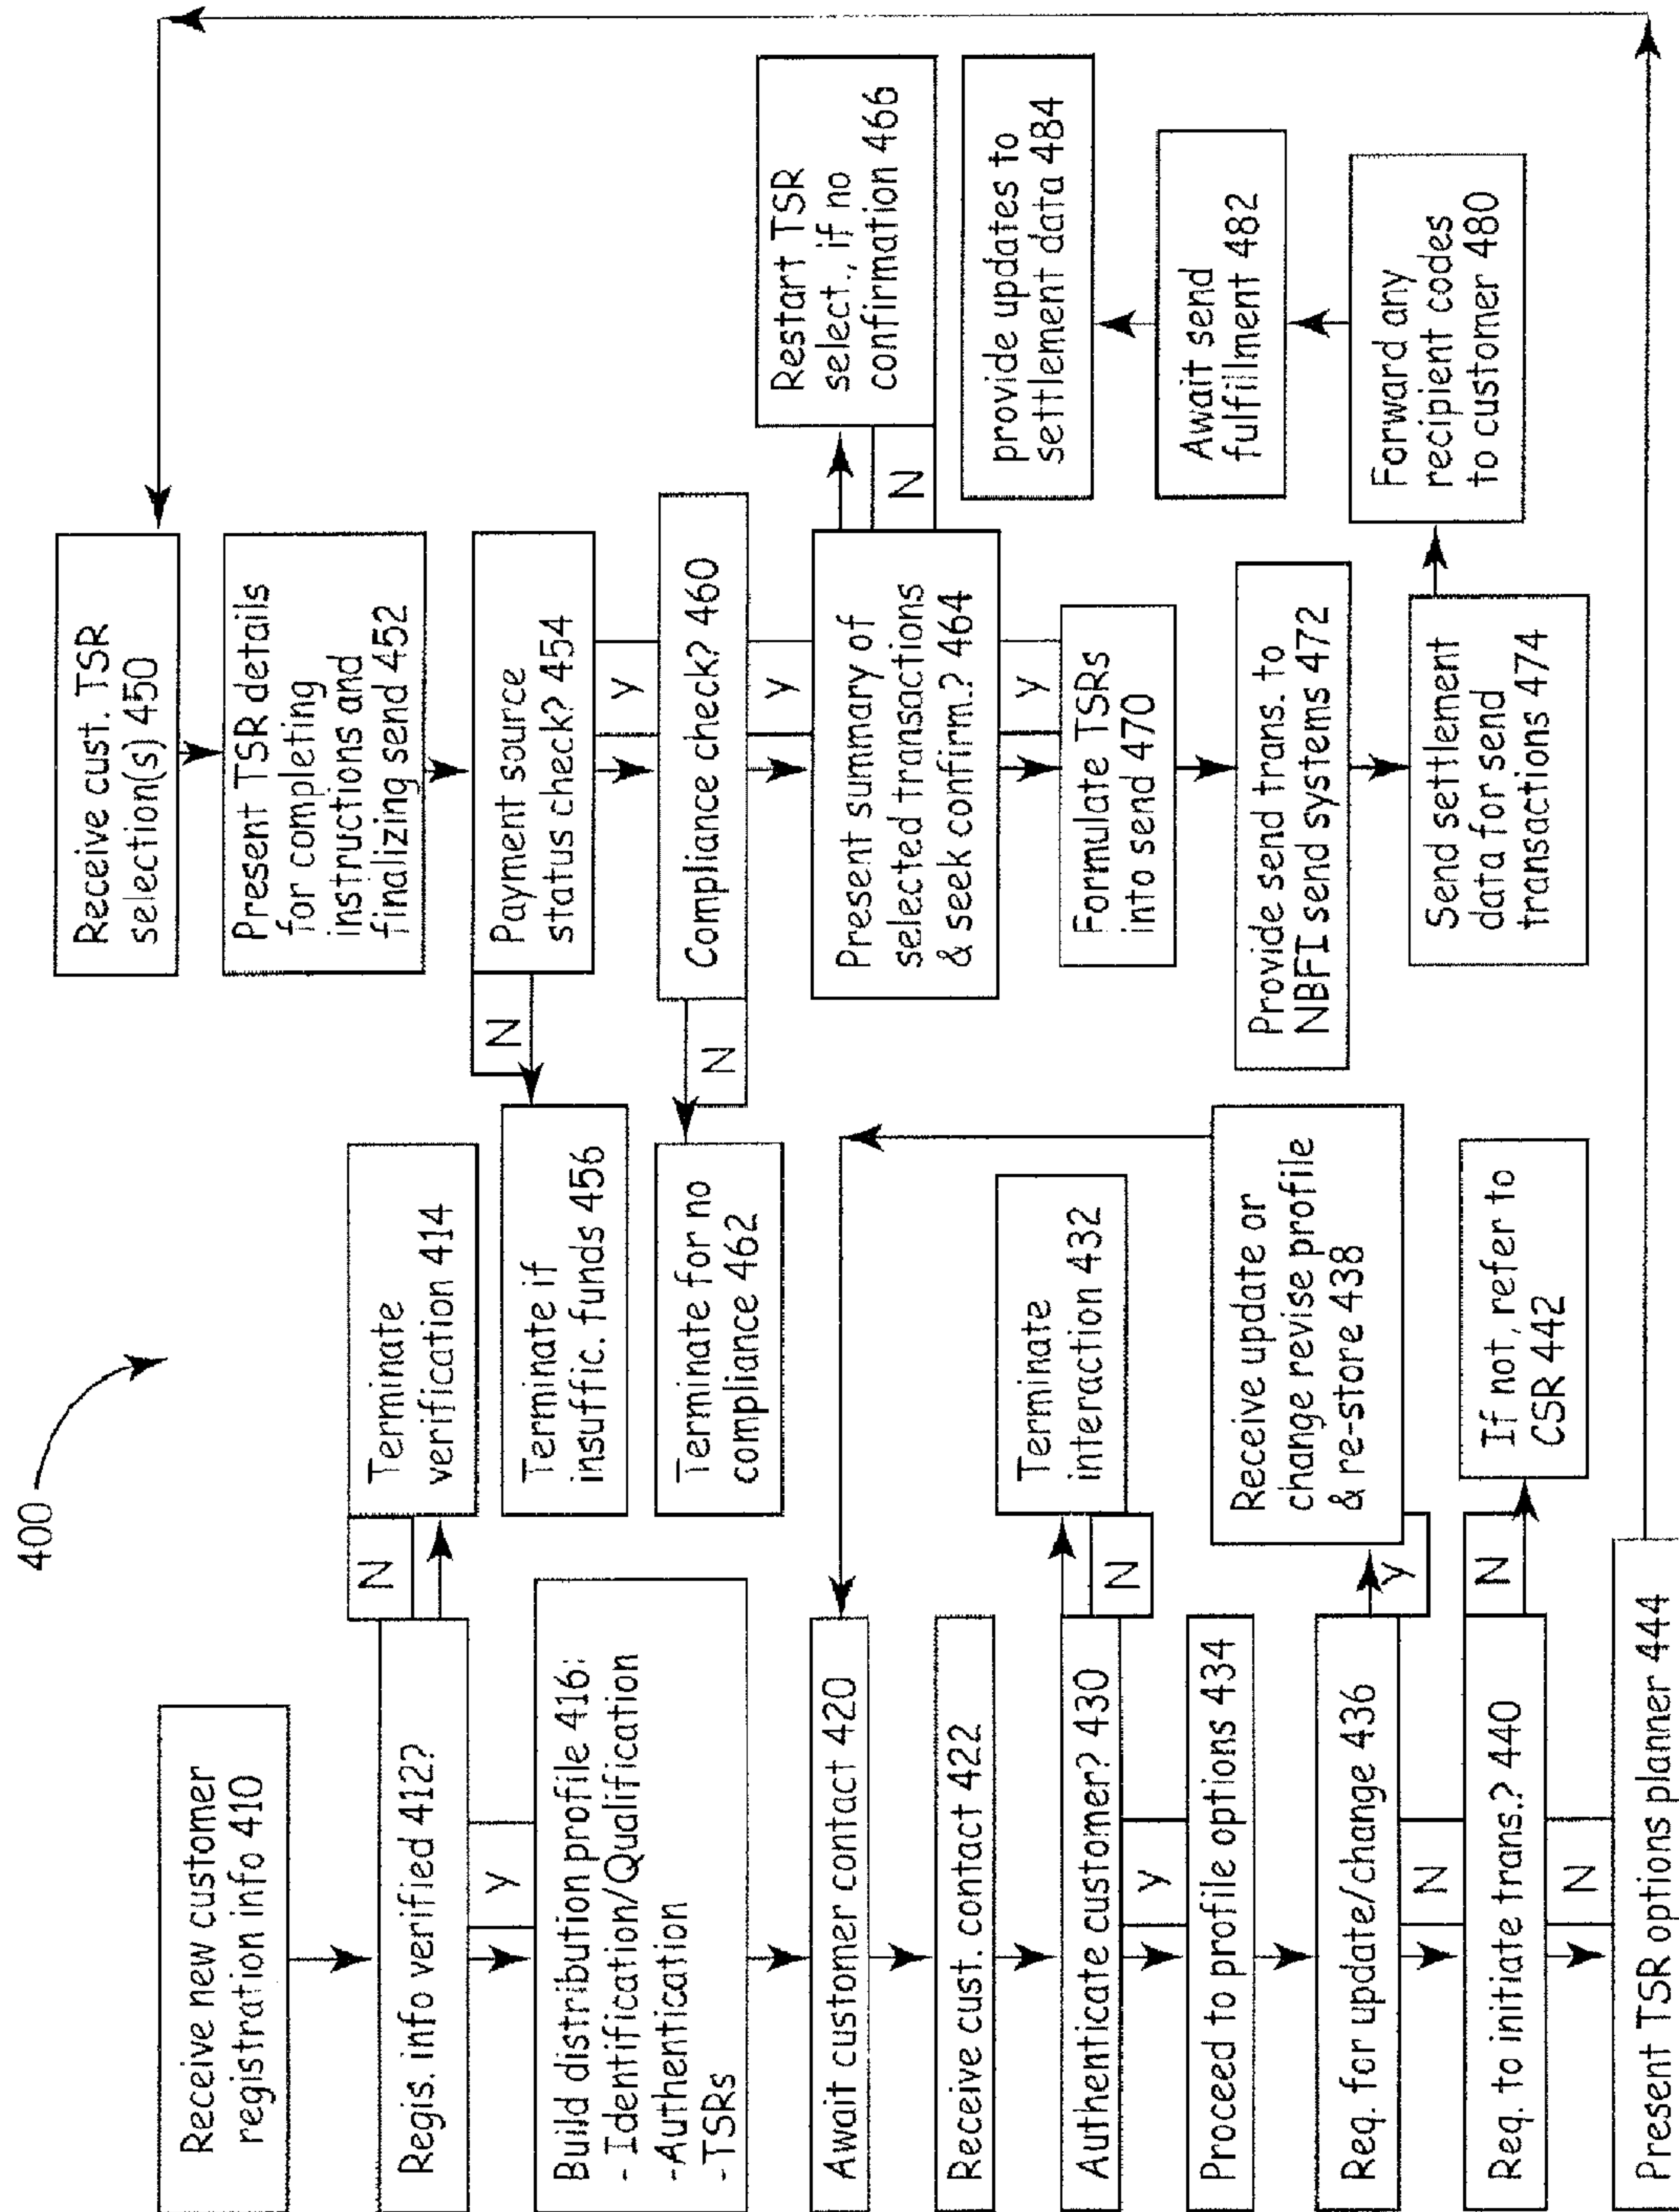 400
Receive new customer
registration info 410
Regis. info verified 412?
N
Terminate
verification 414
Y
Build distribution profile 416:
- Identification/Qualification
-Authentication
-TSRs
Await customer contact 420
Receive cust. contact 422
Authenticate customer? 430
N
Terminate
interaction 432
Y
Proceed to profile options 434
Req. for update/change 436
Y
Receive update or
change revise profile
& re-store 438
N
Req. to initiate trans.? 440
N
If not, refer to
CSR 442
N
Present TSR options planner 444
Receive cust. TSR
selection(s) 450
Present TSR details
for completing
instructions and
finalizing send 452
Payment source
status check? 454
N
Terminate if
insuffic. funds 456
Y
Compliance check? 460
N
Terminate for no
compliance 462
Y
Present summary of
selected transactions
& seek confirm.? 464
N
Restart TSR
select., if no
confirmation 466
Y
Formulate TSRs
into send 470
Provide send trans. to
NBFI send systems 472
Send settlement
data for send
transactions 474
Forward any
recipient codes
to customer 480
Await send
fulfillment 482
provide updates to
settlement data 484